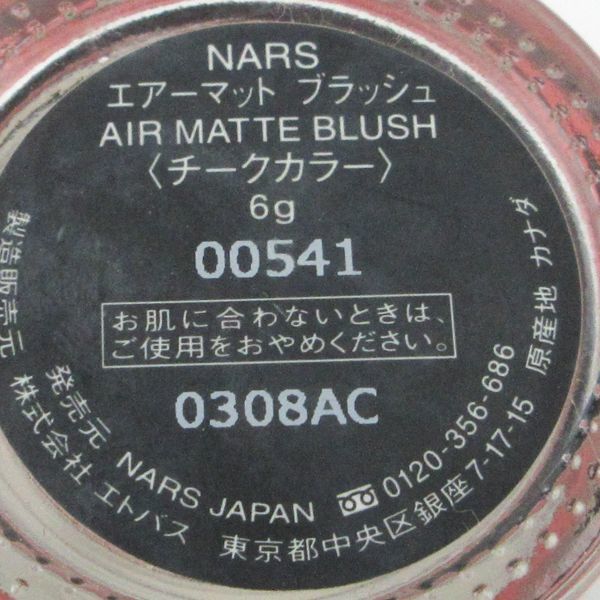 NARS
エアーマット ブラッシュ
AIR MATTE BLUSH
〈チークカラー〉
6g
00541
お肌に合わないときは、
ご使用をおやめください。
0308AC
発売元 NARS JAPAN 0120-356-686 原産地 カナダ
製造販売元 株式会社 エトバス 東京都中央区銀座7-17-15